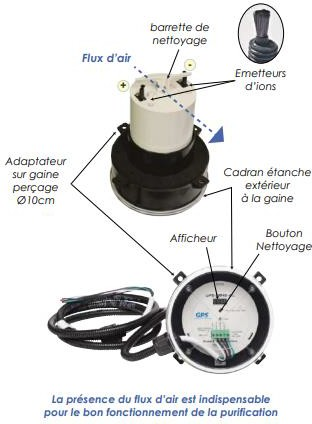 barrette de
nettoyage
Flux d'air
-
+
Emetteurs
d'ions
Adaptateur
sur gaine
perçage
Ø10cm
Cadran étanche
extérieur
à la gaine
Afficheur
Bouton
Nettoyage
GPS
La présence du flux d'air est indispensable
pour le bon fonctionnement de la purification